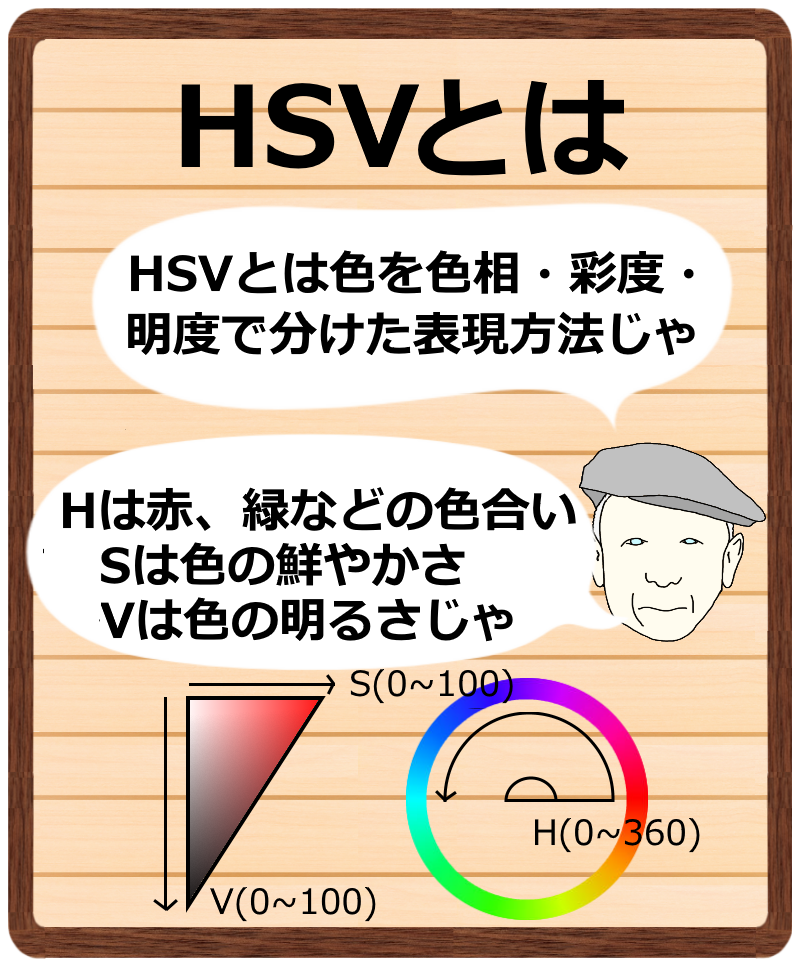 HSVとは
HSVとは色を色相・彩度・
明度で分けた表現方法じゃ
Hは赤、緑などの色合い
Sは色の鮮やかさ
Vは色の明るさじゃ
S(0~100)
H(0~360)
V(0~100)